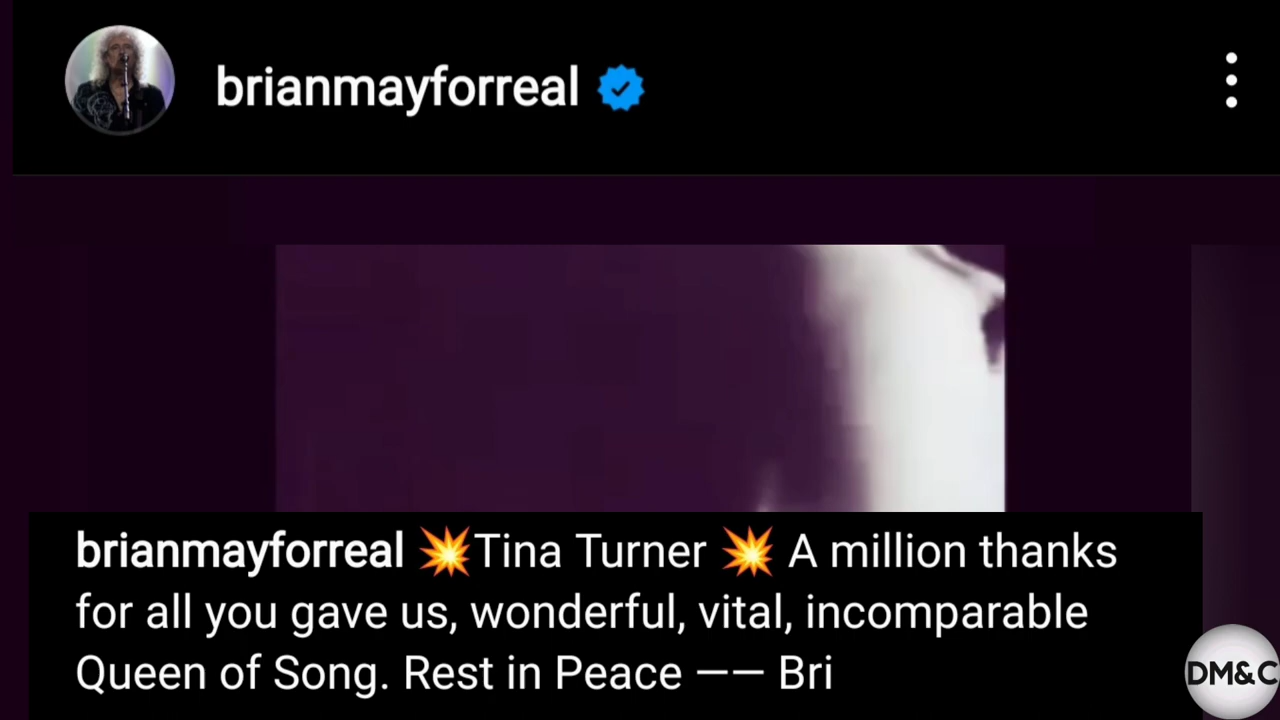 brianmayforreal
brianmayforreal 💥Tina Turner 💥 A million thanks
for all you gave us, wonderful, vital, incomparable
Queen of Song. Rest in Peace —— Bri
DM&C